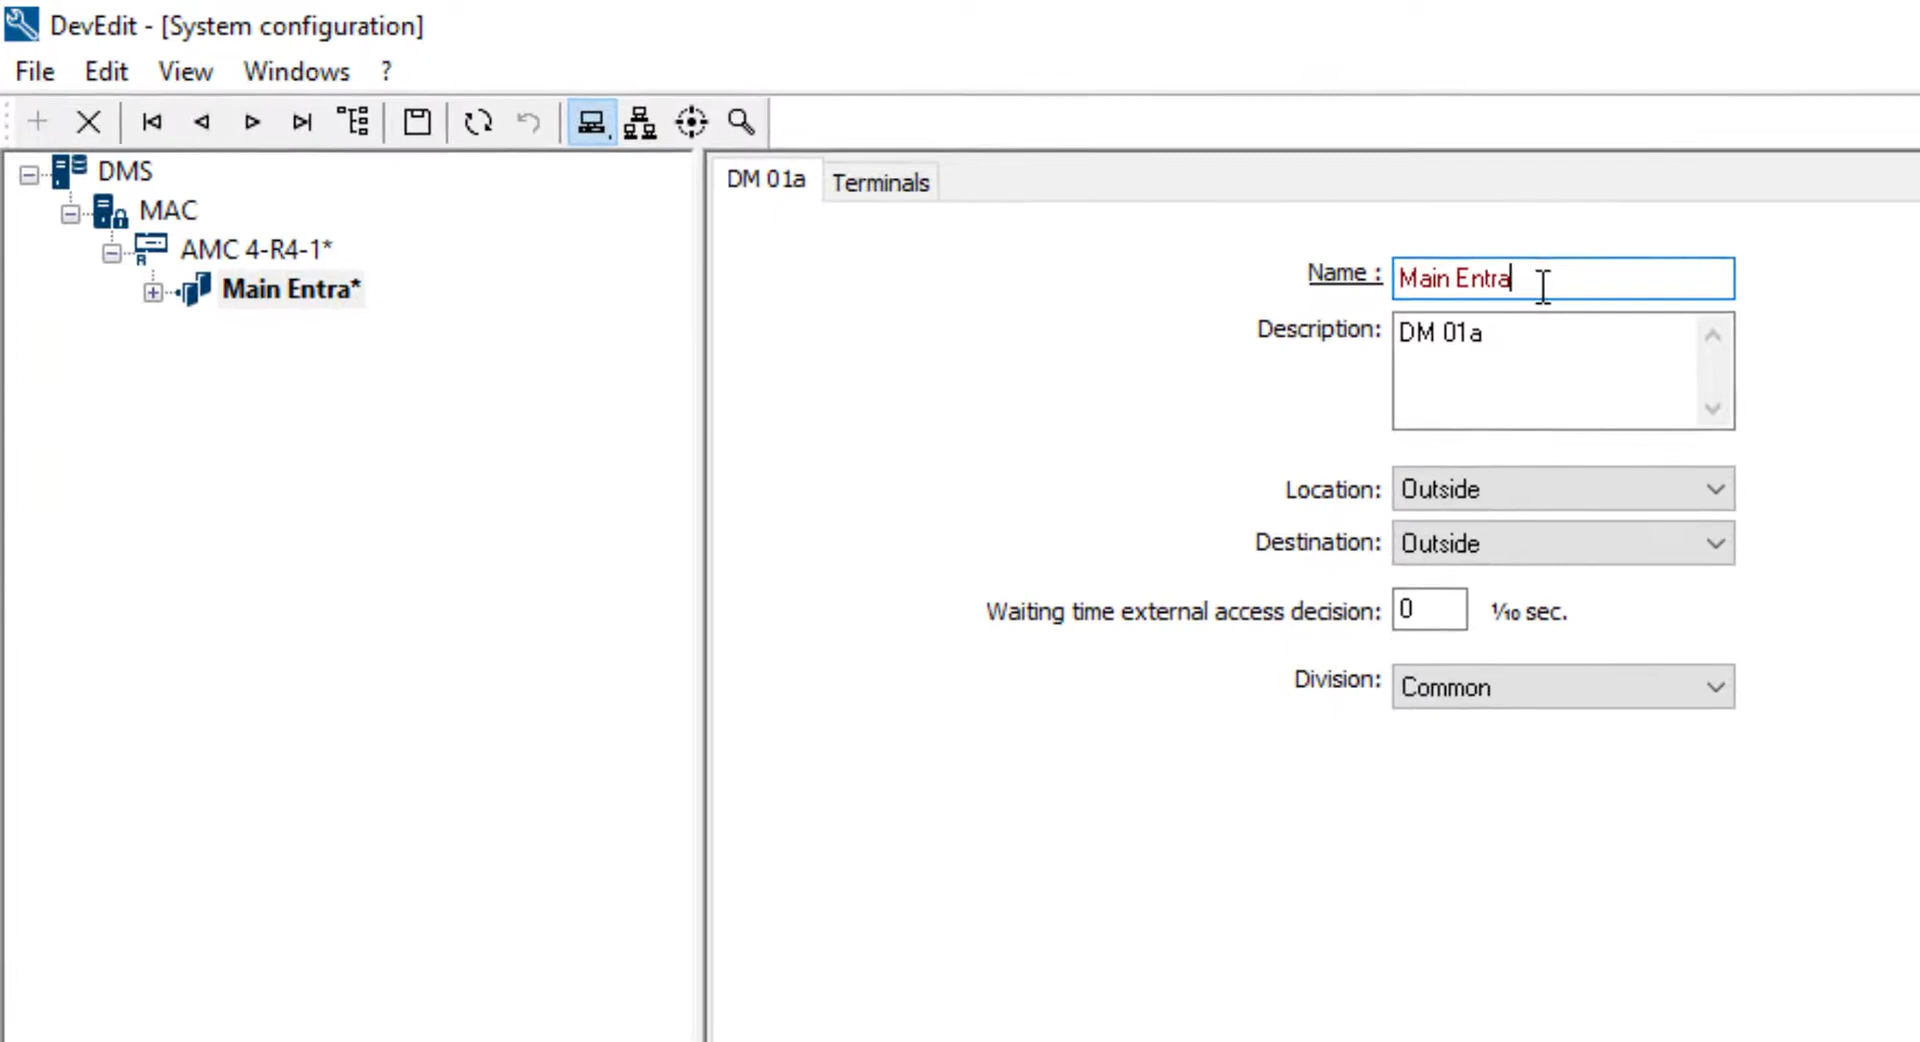 DevEdit - [System configuration]
File Edit View Windows ?
DMS
MAC
AMC 4-R4-1*
Main Entra*
DM 01a Terminals
Name : Main Entra
Description: DM 01a
Location: Outside
Destination: Outside
Waiting time external access decision: 0 ⅒ sec.
Division: Common